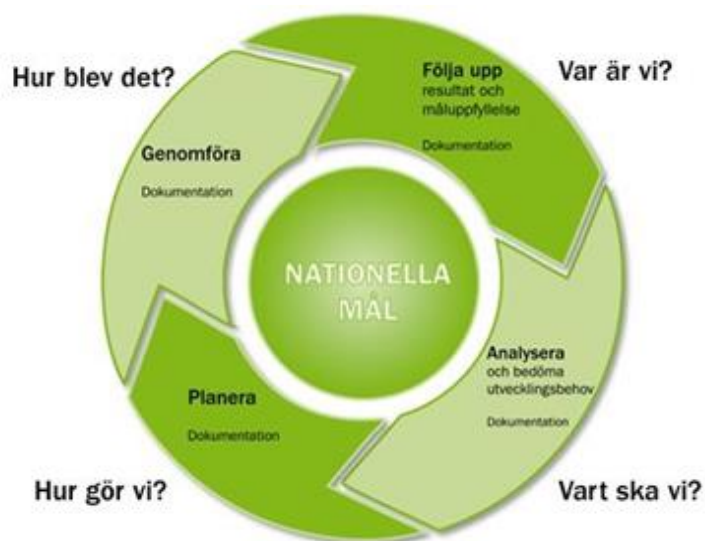 Hur blev det?
Följa upp
resultat och
måluppfyllelse
Dokumentation
Var är vi?
Genomföra
Dokumentation
NATIONELLA
MÅL
Analysera
och bedöma
utvecklingsbehov
Dokumentation
Planera
Dokumentation
Hur gör vi?
Vart ska vi?